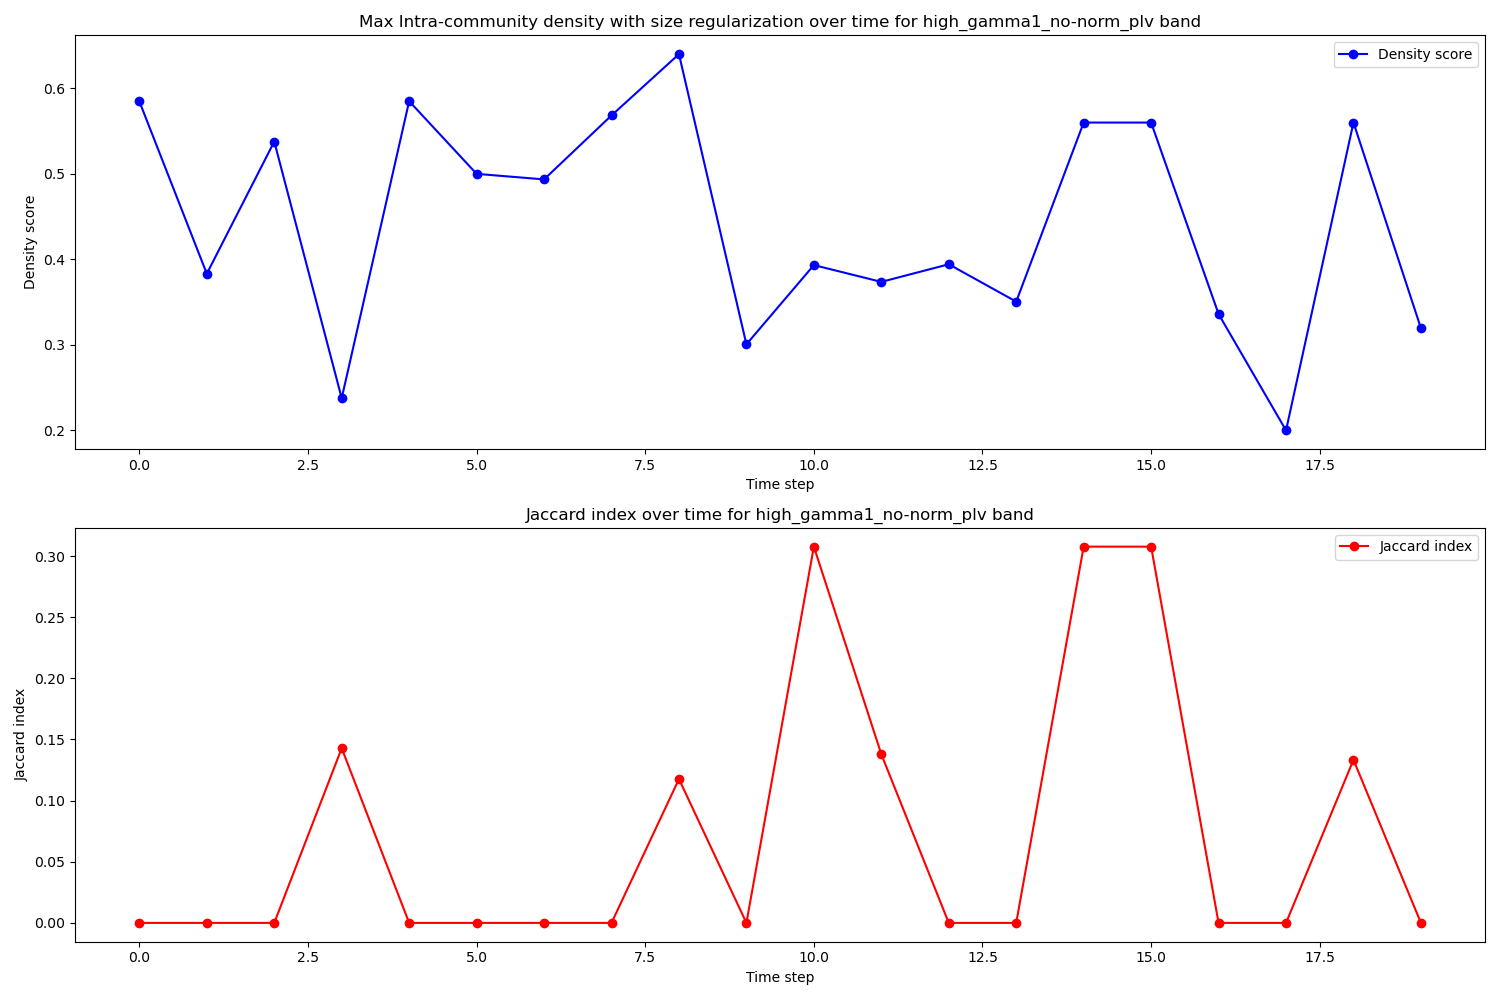 Max Intra-community density with size regularization over time for high_gamma1_no-norm_plv band
Density score
0.6
0.5
0.4
0.3
0.2
Density score
0.0 2.5 5.0 7.5 10.0 12.5 15.0 17.5
Time step
Jaccard index over time for high_gamma1_no-norm_plv band
Jaccard index
0.30
0.25
0.20
0.15
0.10
0.05
0.00
Jaccard index
0.0 2.5 5.0 7.5 10.0 12.5 15.0 17.5
Time step